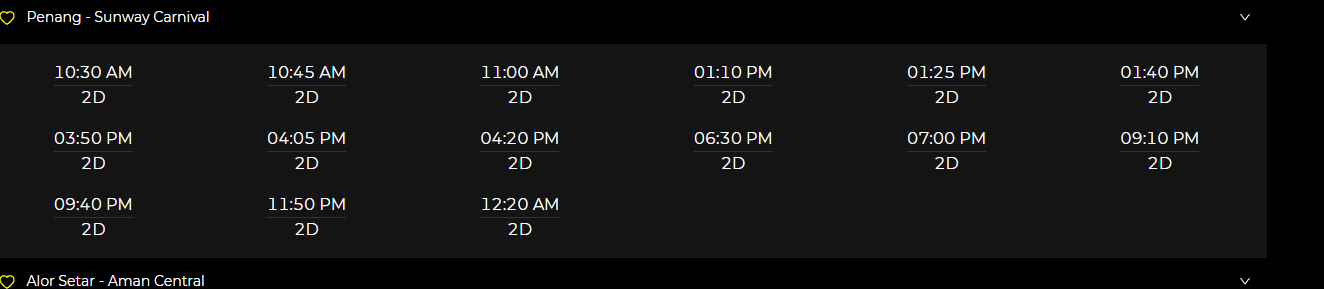 Penang - Sunway Carnival
10:30 AM 10:45 AM 11:00 AM 01:10 PM 01:25 PM 01:40 PM
2D 2D 2D 2D 2D 2D
03:50 PM 04:05 PM 04:20 PM 06:30 PM 07:00 PM 09:10 PM
2D 2D 2D 2D 2D 2D
09:40 PM 11:50 PM 12:20 AM
2D 2D 2D
Alor Setar - Aman Central